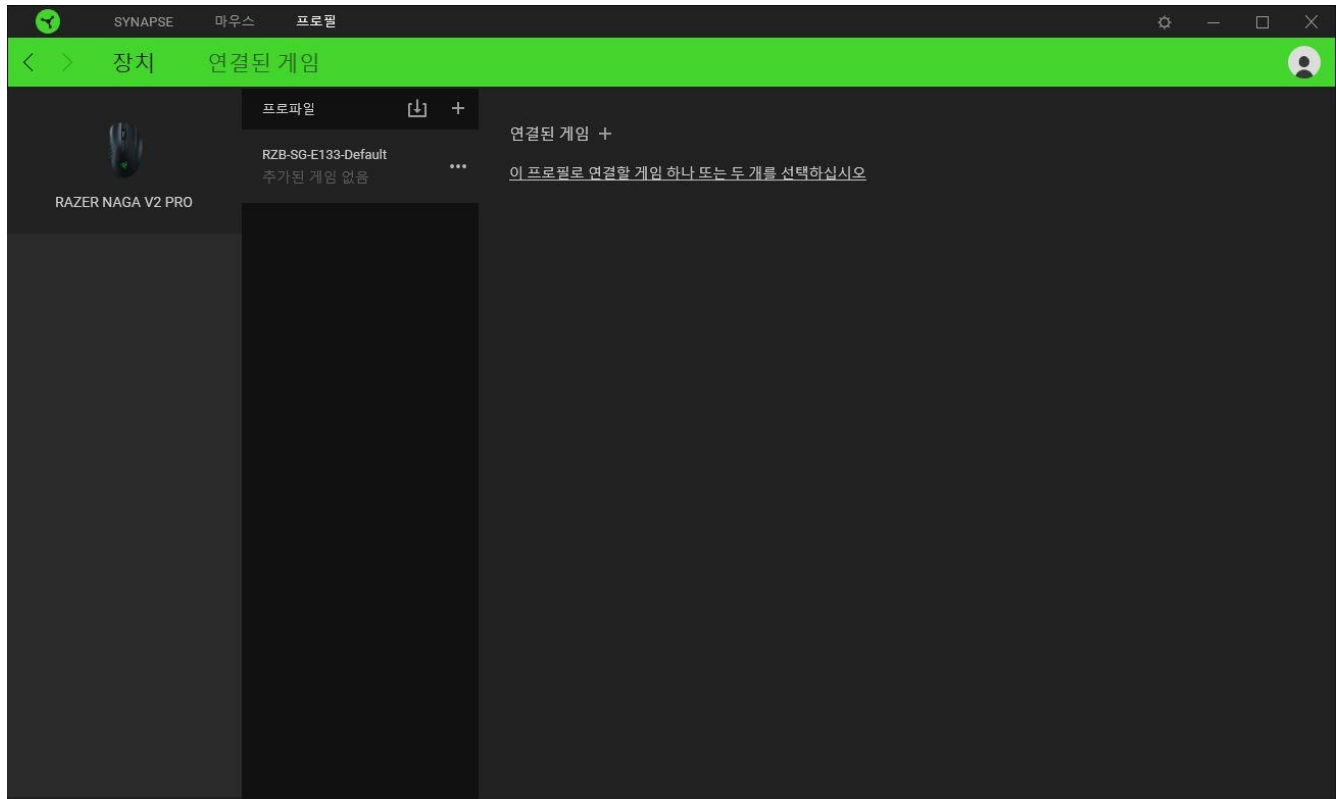 SYNAPSE 마우스 프로필
장치 연결된 게임
프로파일
RZB-SG-E133-Default
추가된 게임 없음
RAZER NAGA V2 PRO
연결된 게임 +
이 프로필로 연결할 게임 하나 또는 두 개를 선택하십시오